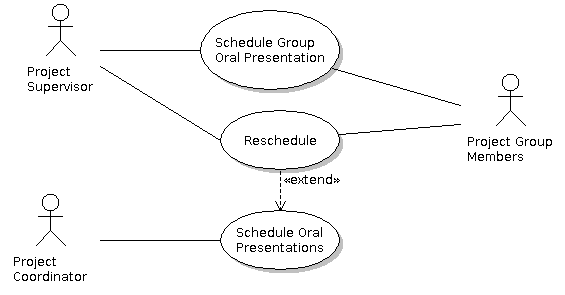 Schedule Group
Oral Presentation
Project
Supervisor
Reschedule
Project Group
Members
«extend»
Schedule Oral
Presentations
Project
Coordinator